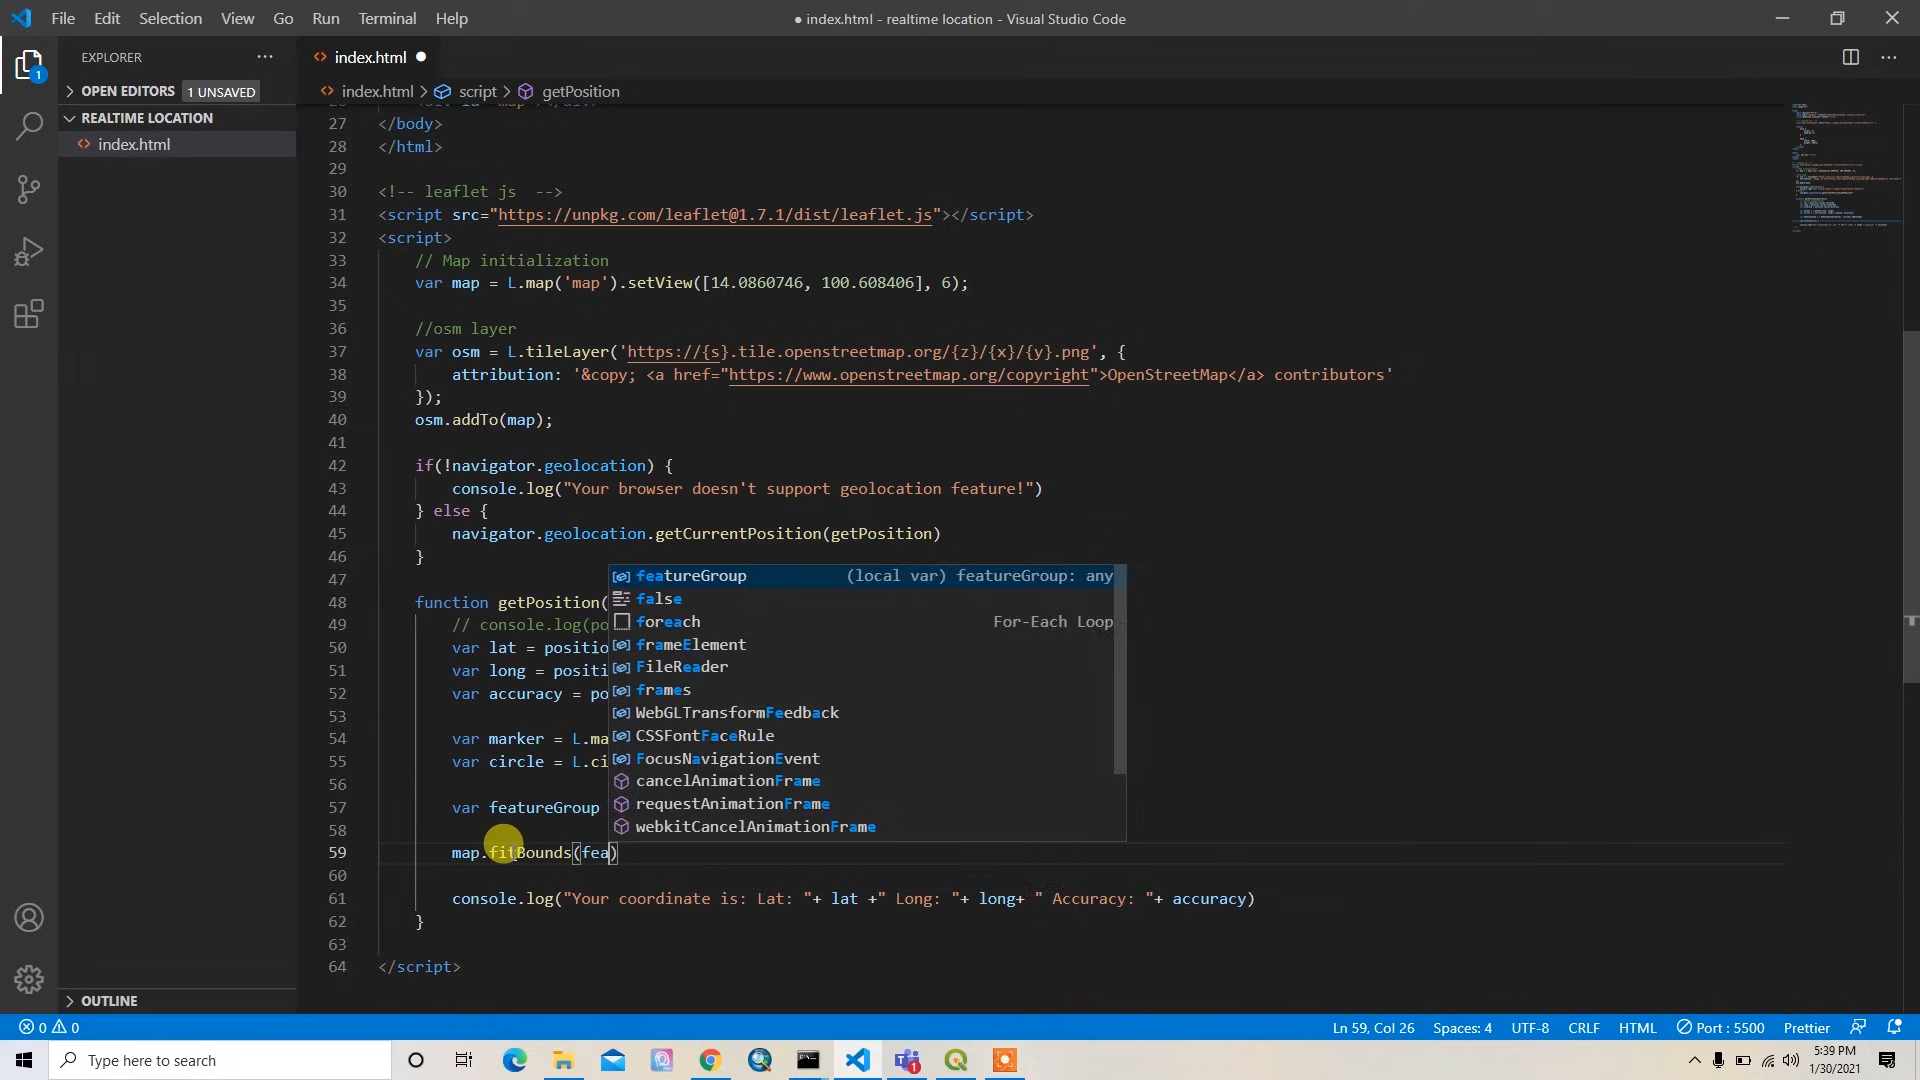 File Edit Selection View Go Run Terminal Help
● index.html - realtime location - Visual Studio Code
EXPLORER
index.html
OPEN EDITORS 1 UNSAVED
index.html > script > getPosition
REALTIME LOCATION
index.html
27 </body>
28 </html>
29
30 <!-- leaflet js -->
31 <script src="https://unpkg.com/leaflet@1.7.1/dist/leaflet.js"></script>
32 <script>
33 // Map initialization
34 var map = L.map('map').setView([14.0860746, 100.608406], 6);
35
36 //osm layer
37 var osm = L.tileLayer('https://{s}.tile.openstreetmap.org/{z}/{x}/{y}.png', {
38 attribution: '&copy; <a href="https://www.openstreetmap.org/copyright">OpenStreetMap</a> contributors'
39 });
40 osm.addTo(map);
41
42 if(!navigator.geolocation) {
43 console.log("Your browser doesn't support geolocation feature!")
44 } else {
45 navigator.geolocation.getCurrentPosition(getPosition)
46 }
47
48 function getPosition(
49 // console.log(po
50 var lat = positio
51 var long = positi
52 var accuracy = po
53
54 var marker = L.ma
55 var circle = L.ci
56
57 var featureGroup
58
59 map.fitBounds(fea)
60
61 console.log("Your coordinate is: Lat: "+ lat +" Long: "+ long+ " Accuracy: "+ accuracy)
62 }
63
64 </script>
featureGroup (local var) featureGroup: any
false
foreach For-Each Loop
frameElement
FileReader
frames
WebGLTransformFeedback
CSSFontFaceRule
FocusNavigationEvent
cancelAnimationFrame
requestAnimationFrame
webkitCancelAnimationFrame
OUTLINE
0 0
Ln 59, Col 26 Spaces: 4 UTF-8 CRLF HTML Port : 5500 Prettier
Type here to search
5:39 PM
1/30/2021